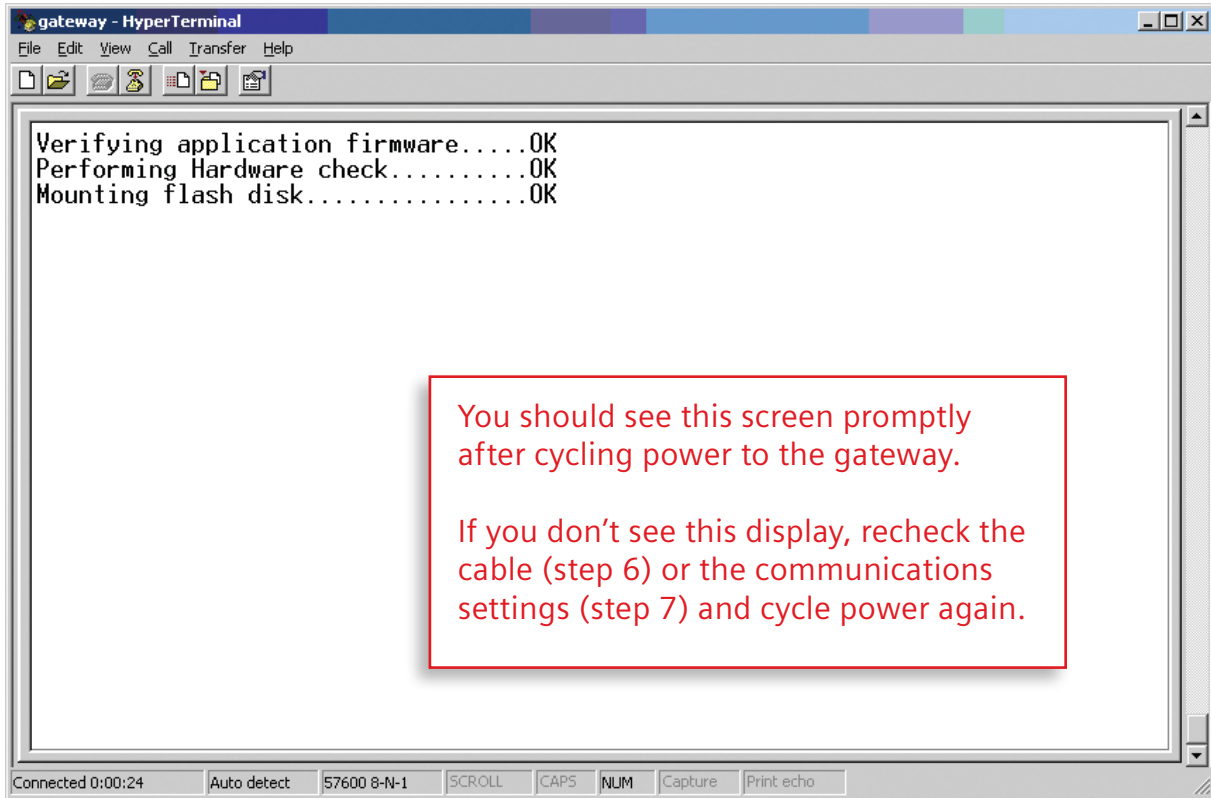 gateway - HyperTerminal
File Edit View Call Transfer Help
Verifying application firmware.....OK
Performing Hardware check..........OK
Mounting flash disk................OK
You should see this screen promptly
after cycling power to the gateway.
If you don’t see this display, recheck the
cable (step 6) or the communications
settings (step 7) and cycle power again.
Connected 0:00:24 Auto detect 57600 8-N-1 SCROLL CAPS NUM Capture Print echo